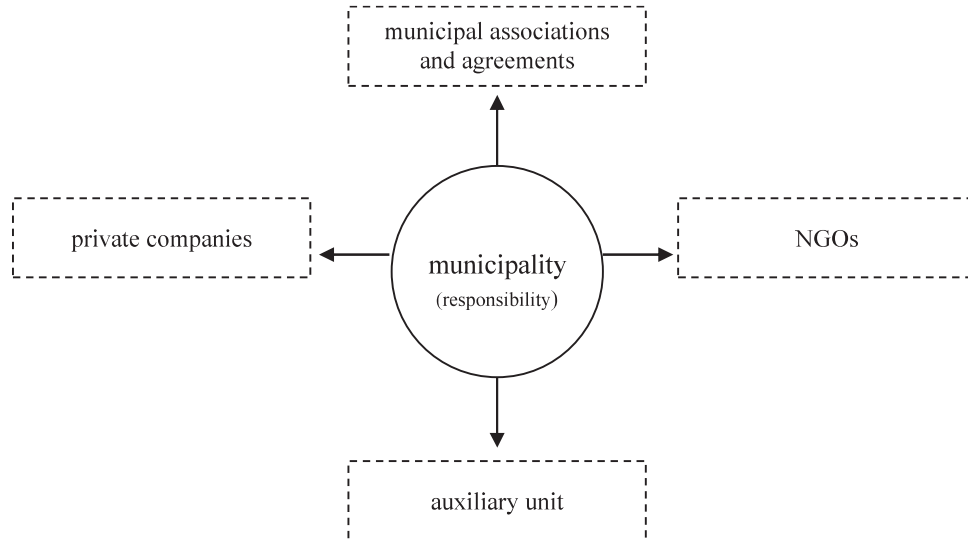 municipal associations
and agreements
private companies
municipality
(responsibility)
NGOs
auxiliary unit